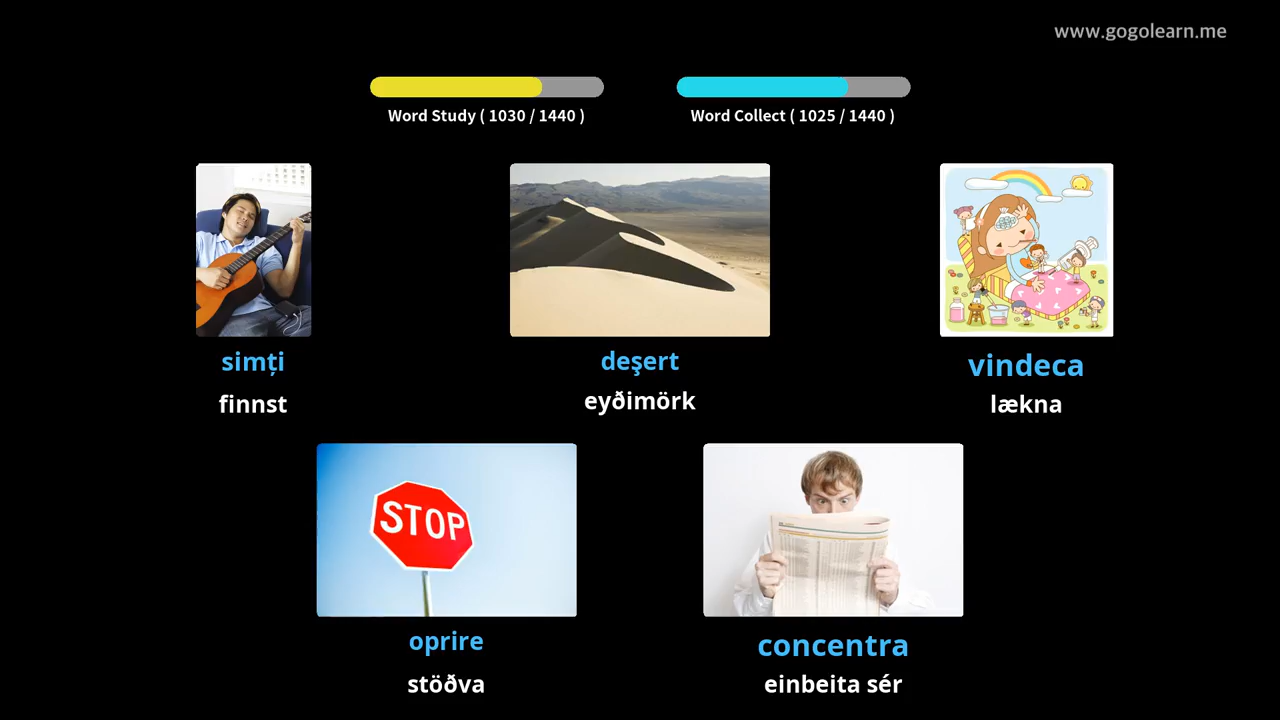 www.gogolearn.me
Word Study ( 1030 / 1440 )
Word Collect ( 1025 / 1440 )
simți
finnst
deşert
eyðimörk
vindeca
lækna
STOP
oprire
stöðva
concentra
einbeita sér